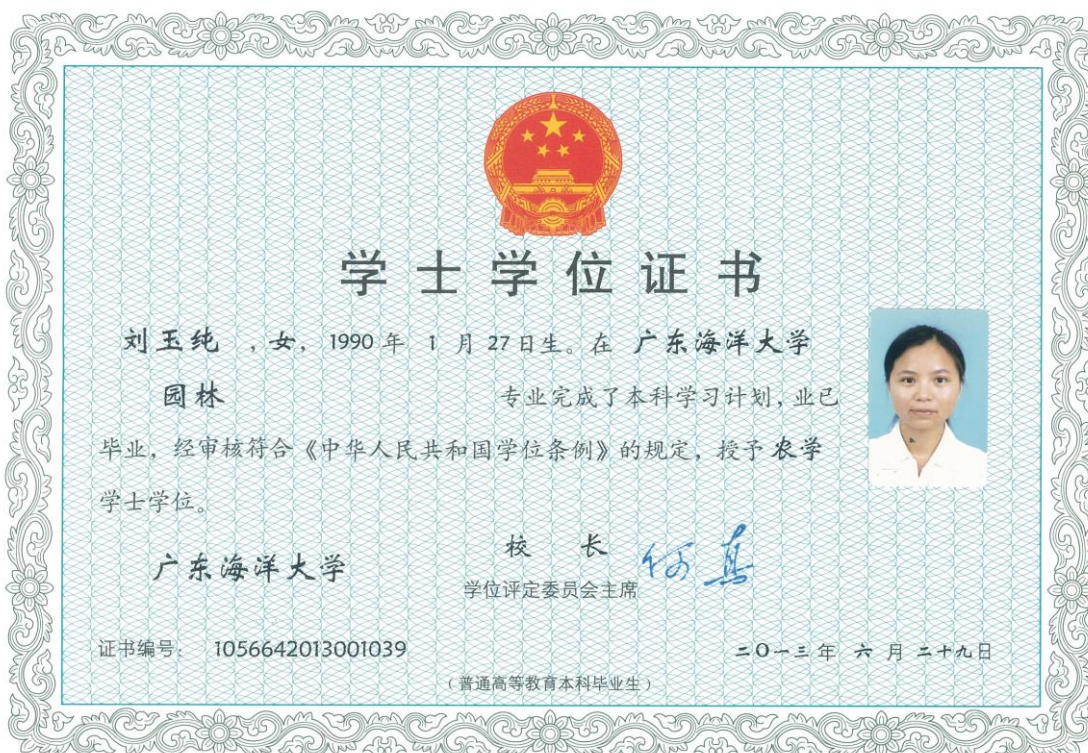 学士学位证书
刘玉纯 ，女，1990 年 1 月 27 日生。在 广东海洋大学
园林 专业完成了本科学习计划，业已
毕业，经审核符合《中华人民共和国学位条例》的规定，授予 农学
学士学位。
广东海洋大学
校 长 何真
学位评定委员会主席
证书编号： 1056642013001039
二〇一三 年 六 月 二十九日
（普通高等教育本科毕业生）